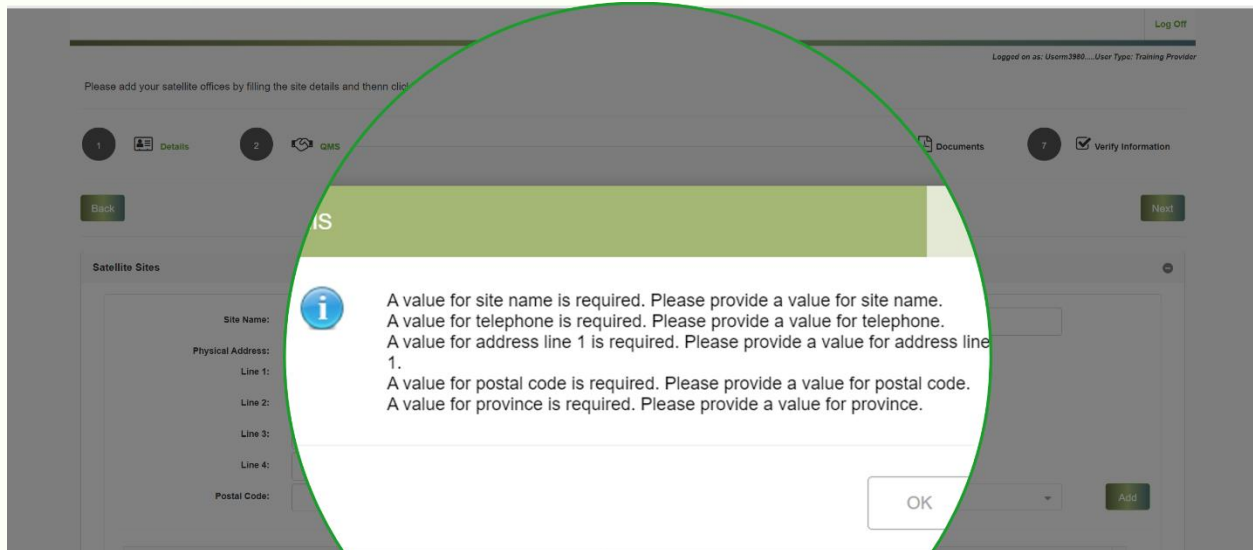 Log Off
Logged on as: Userm3980....User Type: Training Provider
Please add your satellite offices by filling the site details and thenn
1 Details 2 QMS Documents 7 Verify Information
Back Next
Satellite Sites
A value for site name is required. Please provide a value for site name.
A value for telephone is required. Please provide a value for telephone.
A value for address line 1 is required. Please provide a value for address line
1.
A value for postal code is required. Please provide a value for postal code.
A value for province is required. Please provide a value for province.
OK
Site Name:
Physical Address:
Line 1:
Line 2:
Line 3:
Line 4:
Postal Code: Add